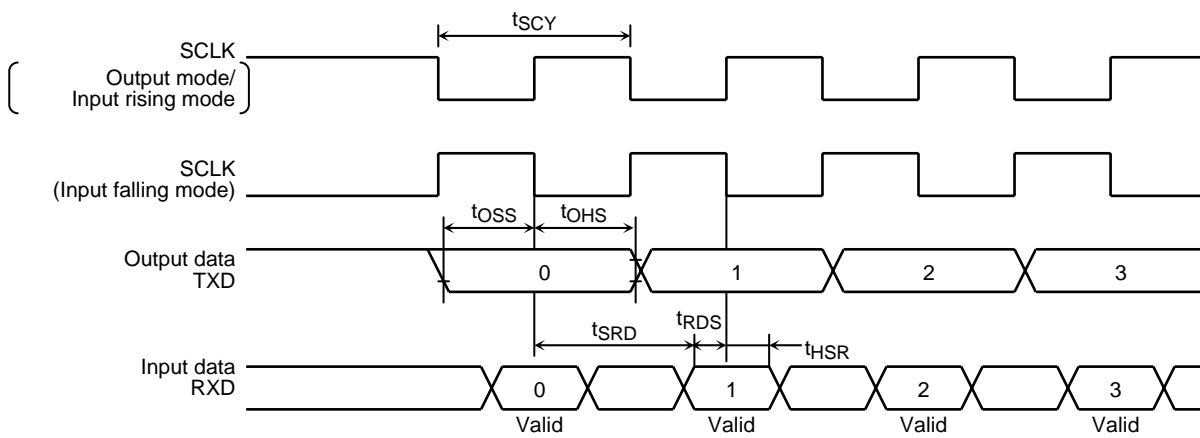 tSCY
SCLK
Output mode/
Input rising mode
SCLK
(Input falling mode)
tOSS
tOHS
Output data
TXD
0
1
2
3
tSRD
tRDS
tHSR
Input data
RXD
0
1
2
3
Valid
Valid
Valid
Valid